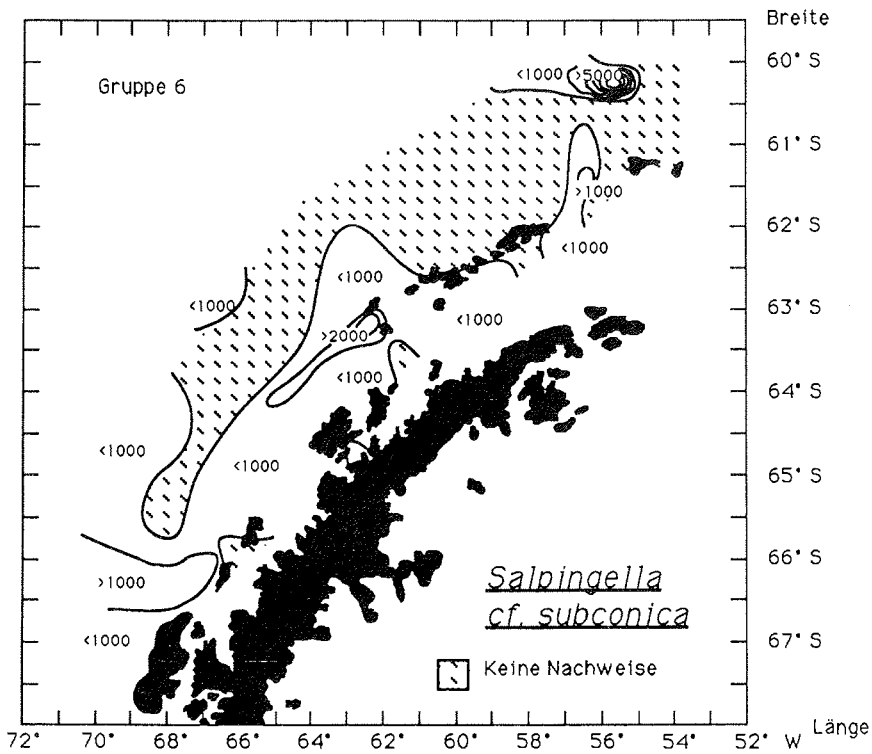 Breite
60° S
<1000
>5000
Gruppe 6
61° S
>1000
62° S
<1000
<1000
<1000
63° S
<1000
>2000
<1000
64° S
<1000
<1000
65° S
66° S
>1000
Salpingella
cf. subconica
<1000
67° S
Keine Nachweise
72° 70° 68° 66° 64° 62° 60° 58° 56° 54° 52° W Länge